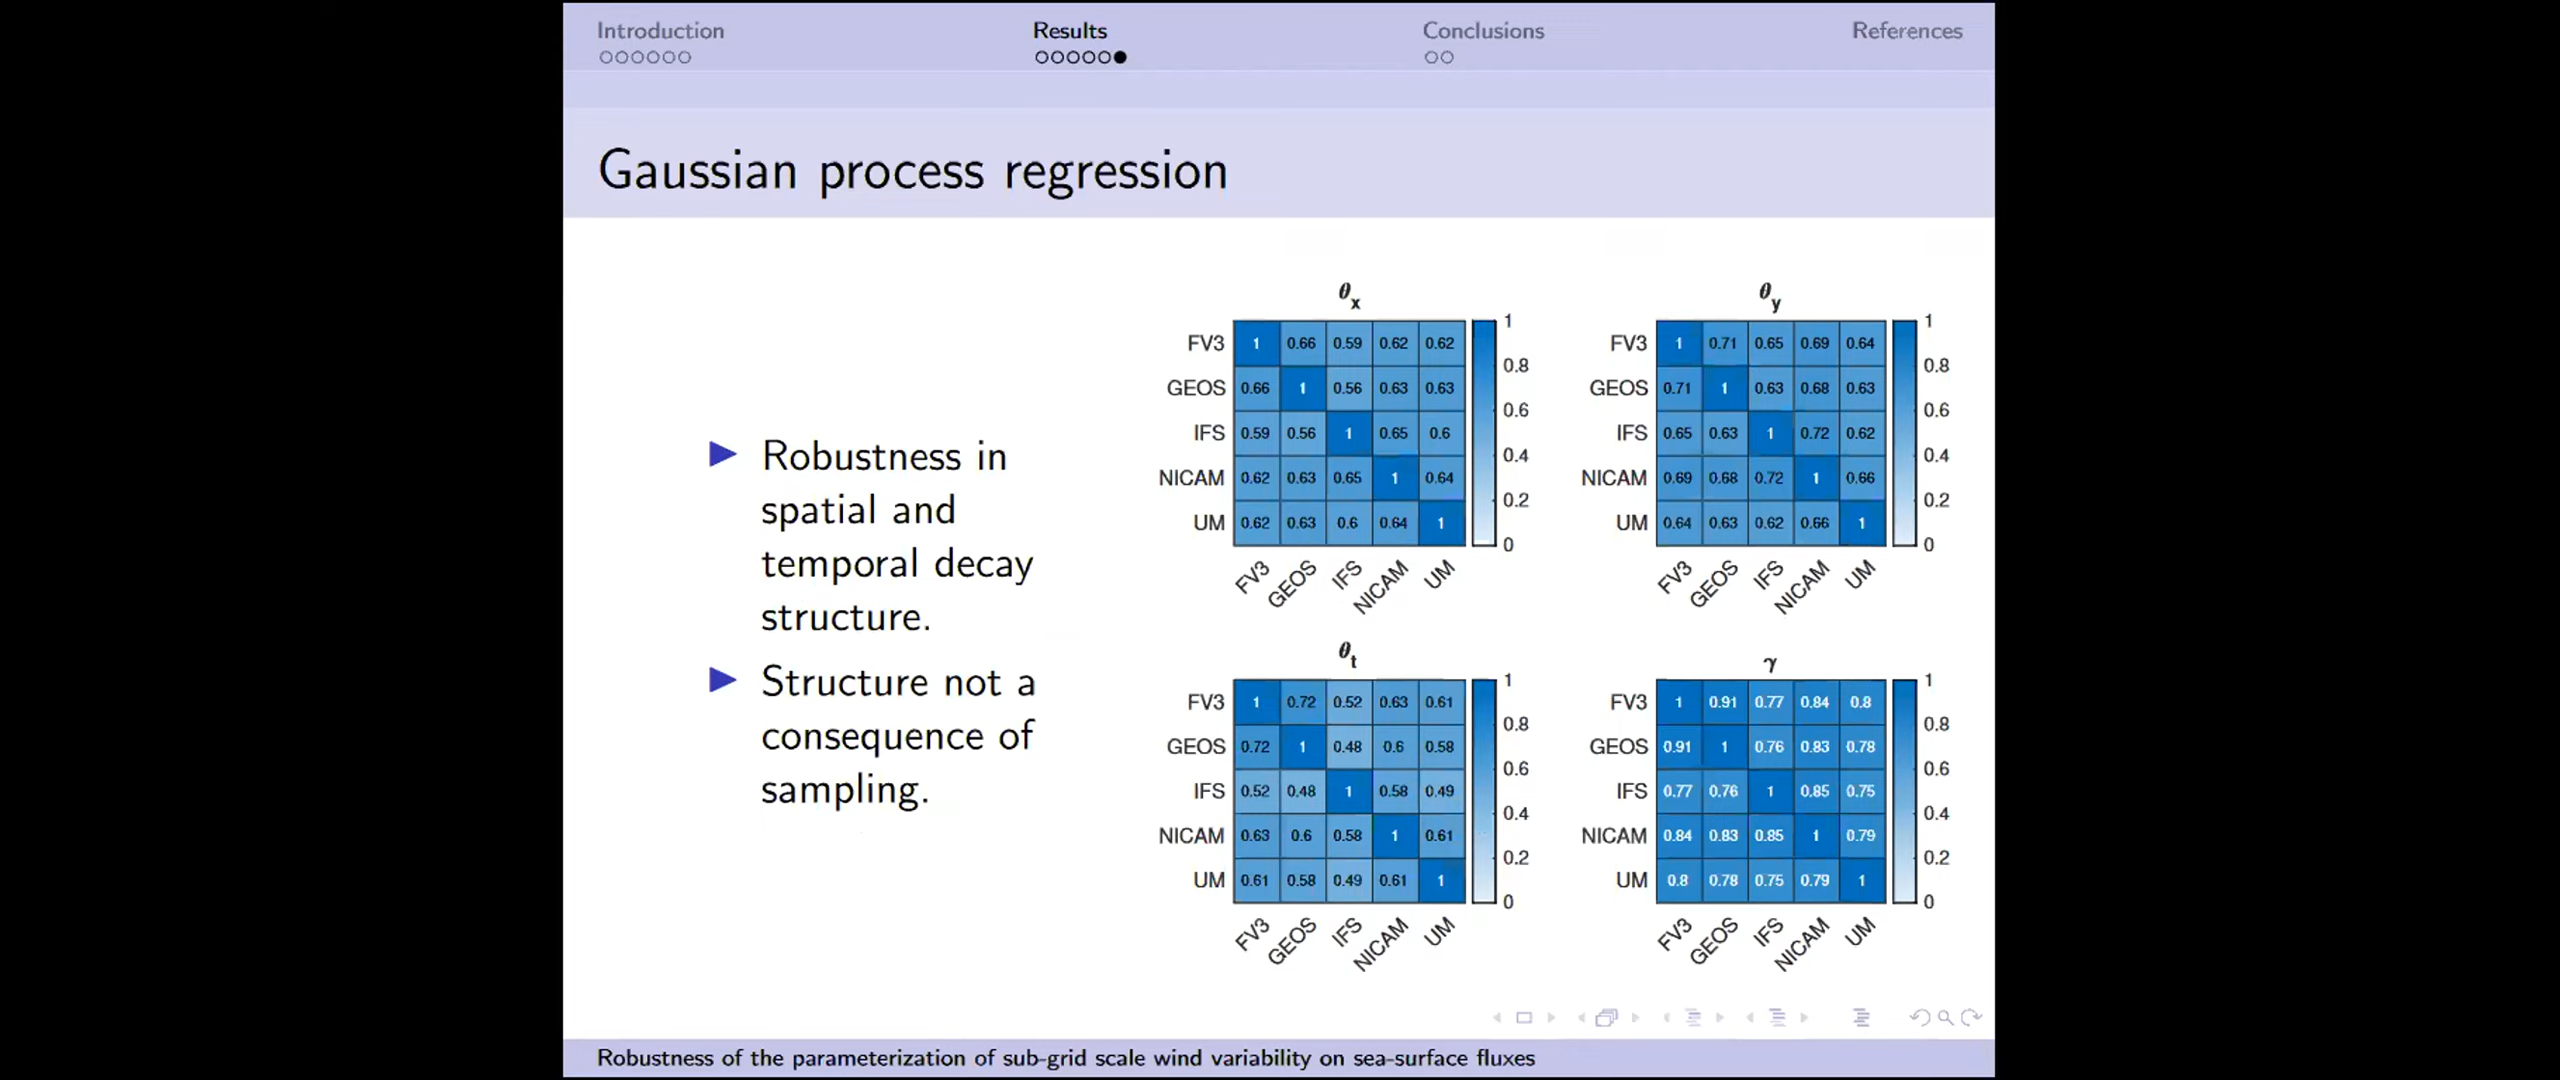 Introduction Results Conclusions References
Gaussian process regression
Robustness in
spatial and
temporal decay
structure.
Structure not a
consequence of
sampling.
θx
FV3 1 0.66 0.59 0.62 0.62
GEOS 0.66 1 0.56 0.63 0.63
IFS 0.59 0.56 1 0.65 0.6
NICAM 0.62 0.63 0.65 1 0.64
UM 0.62 0.63 0.6 0.64 1
FV3 GEOS IFS NICAM UM
1
0.8
0.6
0.4
0.2
0
θy
FV3 1 0.71 0.65 0.69 0.64
GEOS 0.71 1 0.63 0.68 0.63
IFS 0.65 0.63 1 0.72 0.62
NICAM 0.69 0.68 0.72 1 0.66
UM 0.64 0.63 0.62 0.66 1
FV3 GEOS IFS NICAM UM
1
0.8
0.6
0.4
0.2
0
θt
FV3 1 0.72 0.52 0.63 0.61
GEOS 0.72 1 0.48 0.6 0.58
IFS 0.52 0.48 1 0.58 0.49
NICAM 0.63 0.6 0.58 1 0.61
UM 0.61 0.58 0.49 0.61 1
FV3 GEOS IFS NICAM UM
1
0.8
0.6
0.4
0.2
0
γ
FV3 1 0.91 0.77 0.84 0.8
GEOS 0.91 1 0.76 0.83 0.78
IFS 0.77 0.76 1 0.85 0.75
NICAM 0.84 0.83 0.85 1 0.79
UM 0.8 0.78 0.75 0.79 1
FV3 GEOS IFS NICAM UM
1
0.8
0.6
0.4
0.2
0
Robustness of the parameterization of sub-grid scale wind variability on sea-surface fluxes